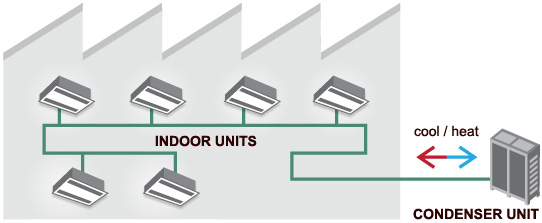 cool / heat
INDOOR UNITS
CONDENSER UNIT